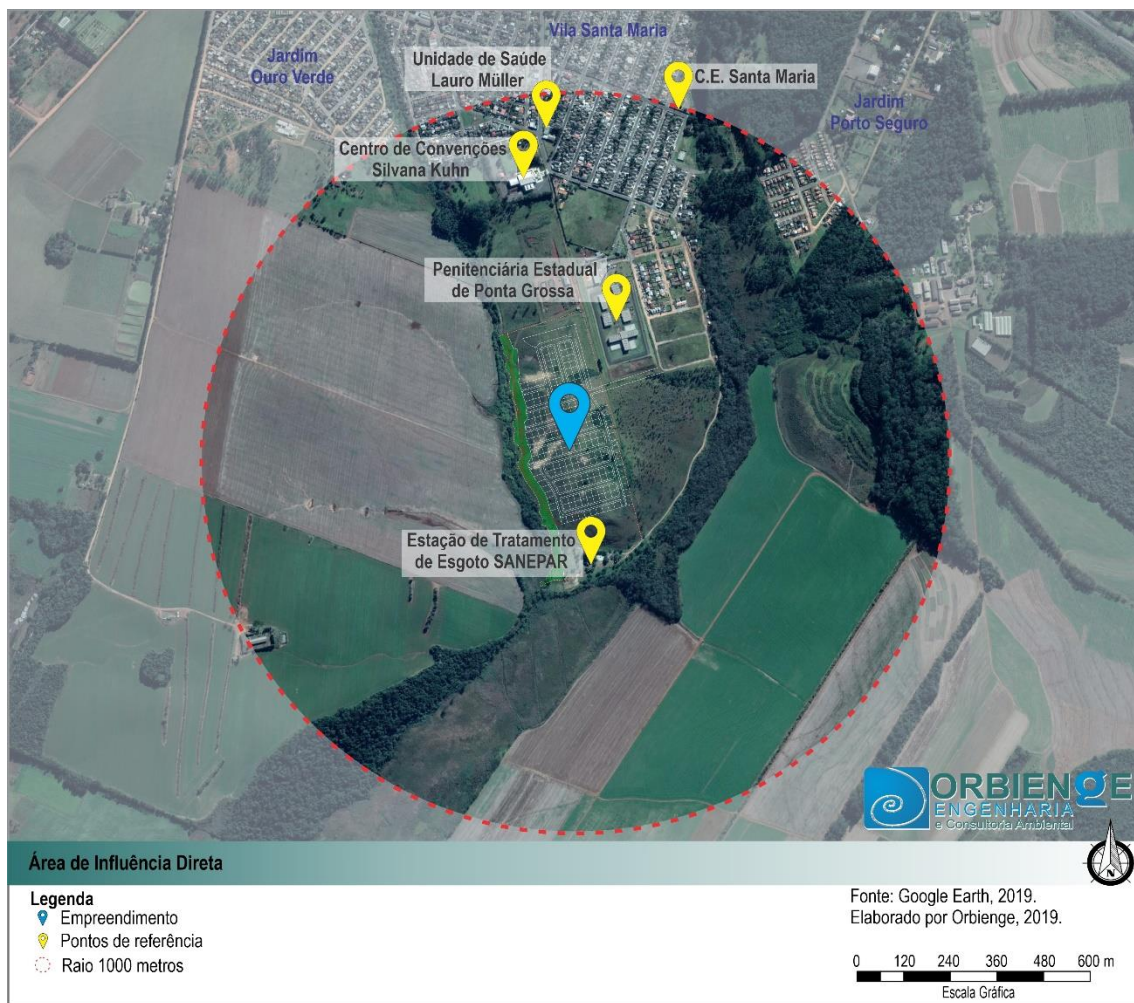 Vila Santa Maria
Jardim
Ouro Verde
Unidade de Saúde
Lauro Müller
C.E. Santa Maria
Jardim
Porto Seguro
Centro de Convenções
Silvana Kuhn
Penitenciária Estadual
de Ponta Grossa
Estação de Tratamento
de Esgoto SANEPAR
ORBIENGE
ENGENHARIA
e Consultoria Ambiental
Área de Influência Direta
Legenda
Empreendimento
Pontos de referência
Raio 1000 metros
Fonte: Google Earth, 2019.
Elaborado por Orbienge, 2019.
0 120 240 360 480 600 m
Escala Gráfica